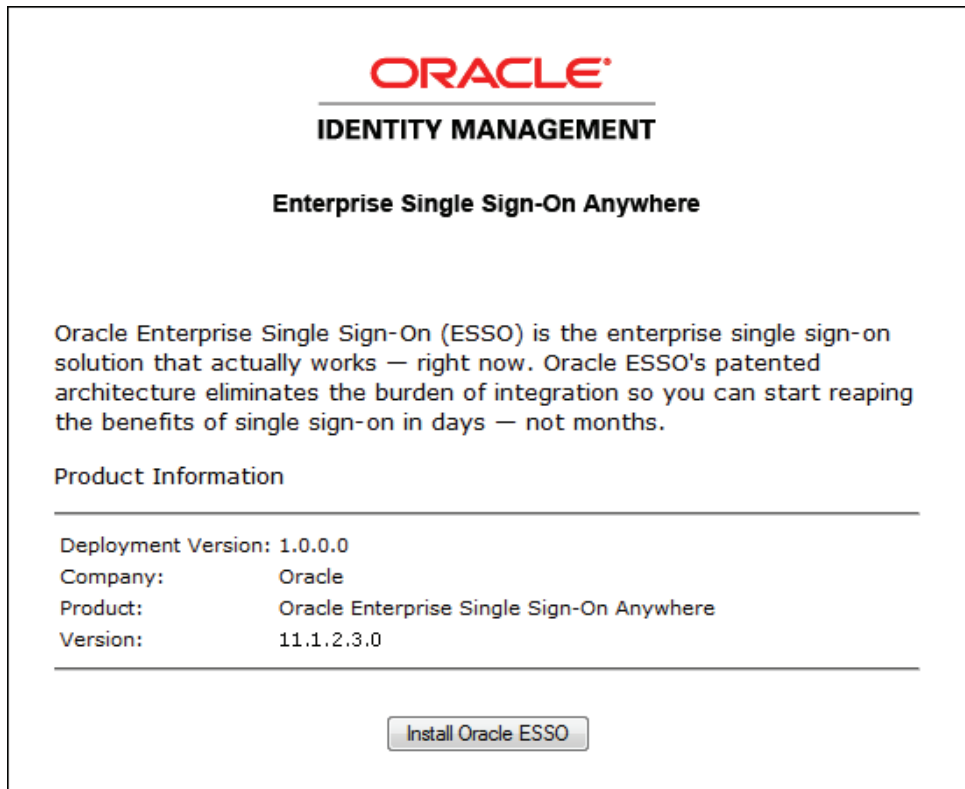 ORACLE®
IDENTITY MANAGEMENT
Enterprise Single Sign-On Anywhere
Oracle Enterprise Single Sign-On (ESSO) is the enterprise single sign-on
solution that actually works — right now. Oracle ESSO's patented
architecture eliminates the burden of integration so you can start reaping
the benefits of single sign-on in days — not months.
Product Information
Deployment Version: 1.0.0.0
Company: Oracle
Product: Oracle Enterprise Single Sign-On Anywhere
Version: 11.1.2.3.0
Install Oracle ESSO